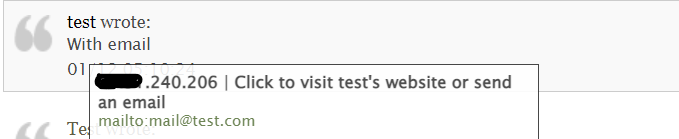 test wrote:
With email
.240.206 | Click to visit test's website or send
an email
mailto:mail@test.com
Test wrote: